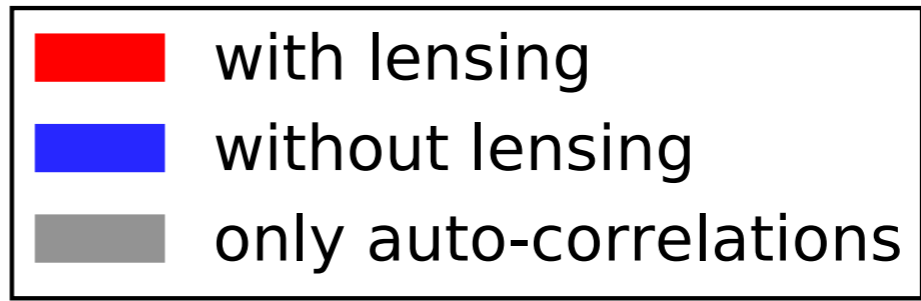 with lensing
without lensing
only auto-correlations